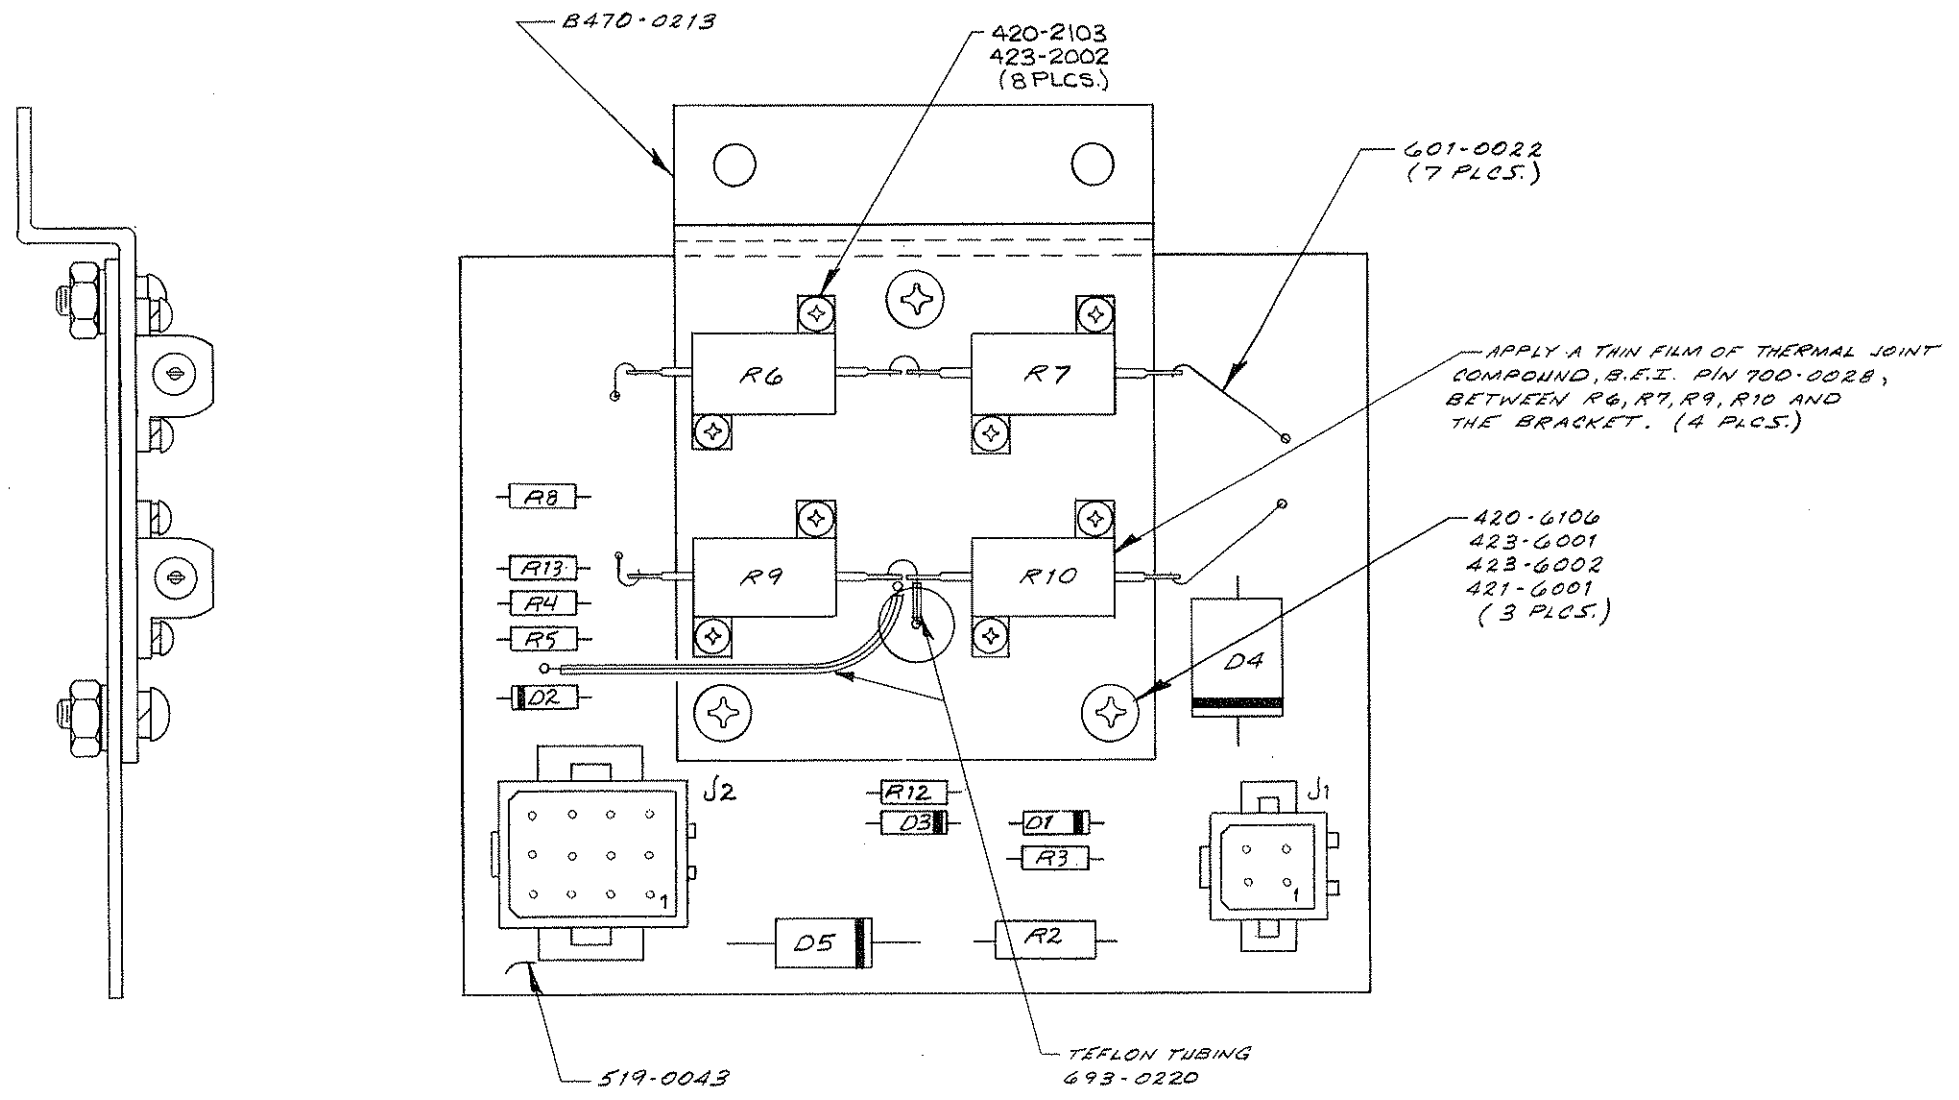 B470-0213
420-2103
423-2002
(8 PLCS.)
601-0022
(7 PLCS.)
R6
R7
APPLY A THIN FILM OF THERMAL JOINT
COMPOUND, B.E.I. P/N 700-0028,
BETWEEN R6, R7, R9, R10 AND
THE BRACKET. (4 PLCS.)
R8
R13
R4
R5
D2
R9
R10
420-6106
423-6001
423-6002
421-6001
(3 PLCS.)
D4
J2
1
R12
D3
D1
R3
J1
1
D5
R2
519-0043
TEFLON TUBING
693-0220